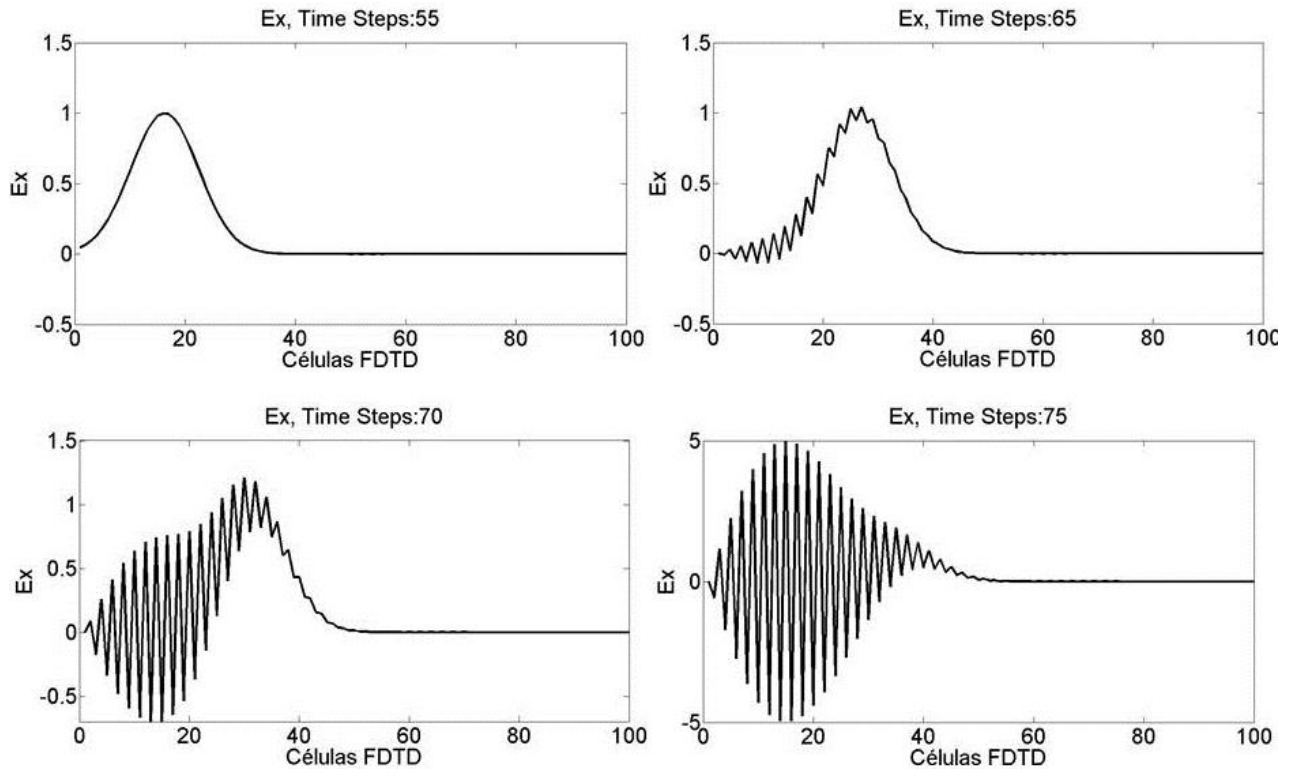 Ex, Time Steps:55
1.5
1
0.5
0
-0.5
Ex
0 20 40 60 80 100
Células FDTD
Ex, Time Steps:65
1.5
1
0.5
0
-0.5
Ex
0 20 40 60 80 100
Células FDTD
Ex, Time Steps:70
1.5
1
0.5
0
-0.5
Ex
0 20 40 60 80 100
Células FDTD
Ex, Time Steps:75
5
0
-5
Ex
0 20 40 60 80 100
Células FDTD